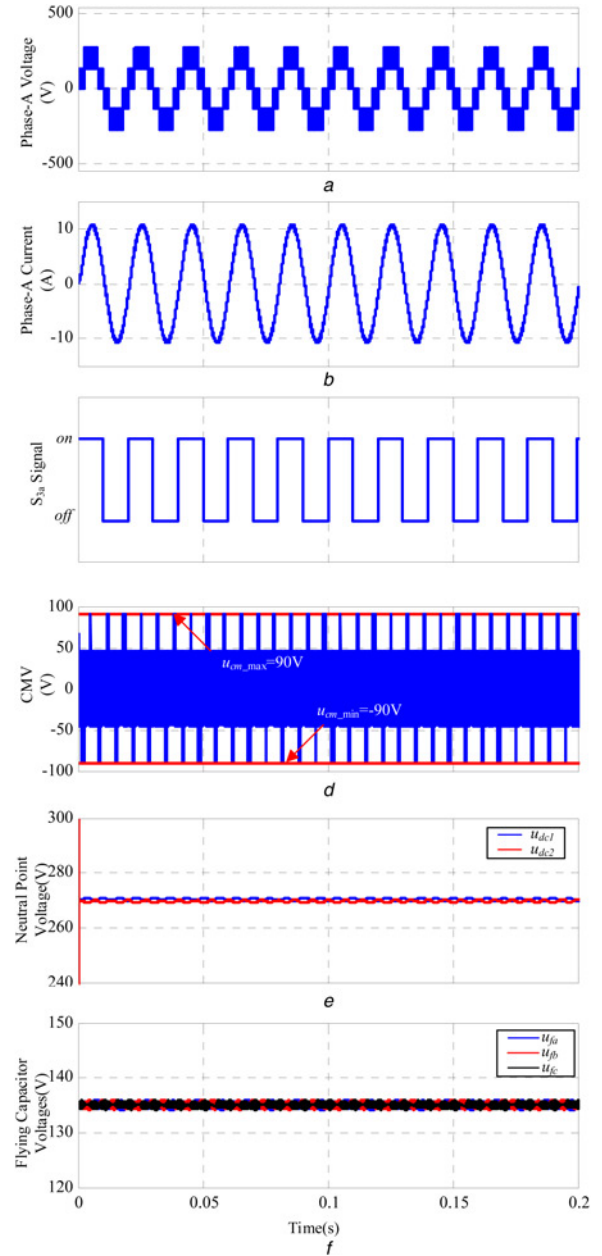 Phase-A Voltage
(V)
500
0
-500
a
Phase-A Current
(A)
10
0
-10
b
S3a Signal
on
off
CMV
(V)
100
50
0
-50
-100
ucm_max=90V
ucm_min=-90V
d
Neutral Point
Voltage(V)
300
280
260
240
udc1
udc2
e
Flying Capacitor
Voltages(V)
150
135
120
ufa
ufb
ufc
0
0.05
0.1
0.15
0.2
Time(s)
f